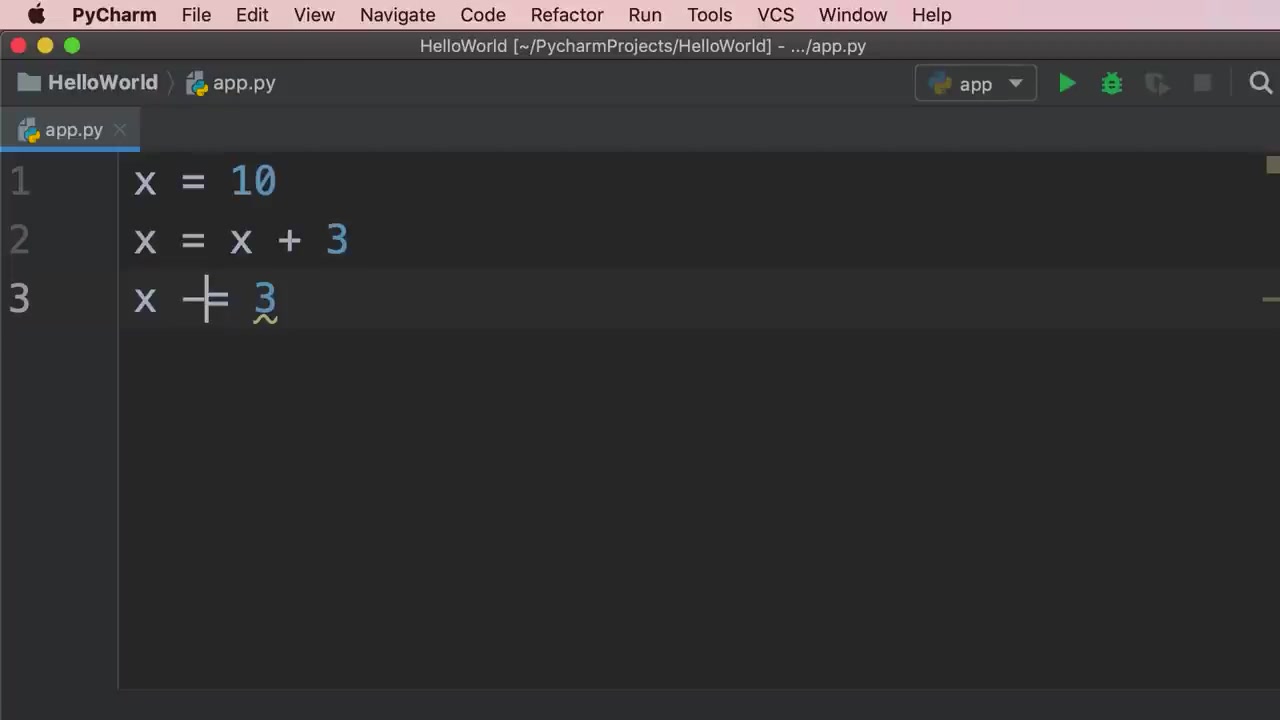 PyCharm File Edit View Navigate Code Refactor Run Tools VCS Window Help
HelloWorld [~/PycharmProjects/HelloWorld] - .../app.py
HelloWorld app.py app
app.py
1 x = 10
2 x = x + 3
3 x -= 3